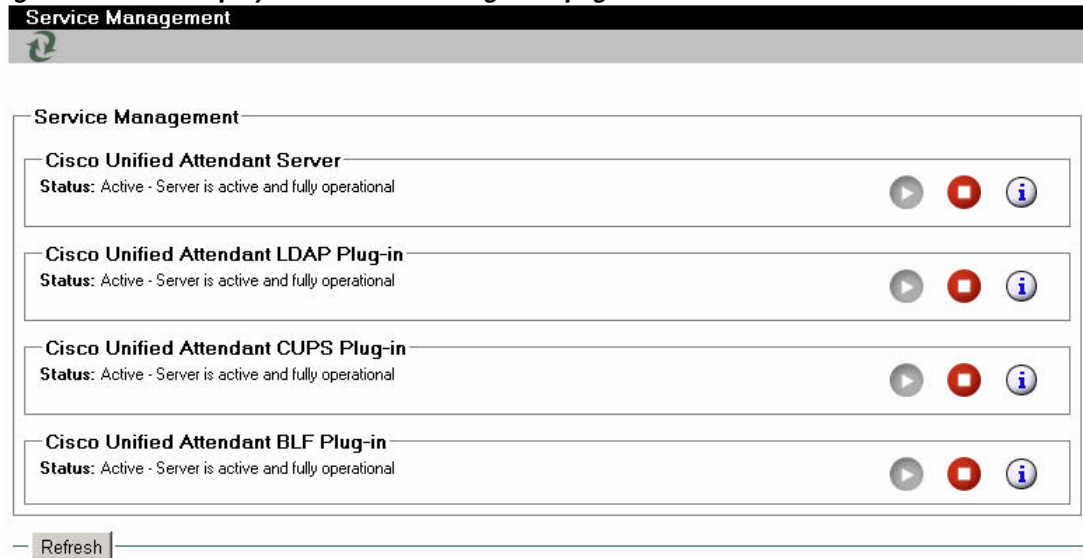 Service Management
Service Management
Cisco Unified Attendant Server
Status: Active - Server is active and fully operational
Cisco Unified Attendant LDAP Plug-in
Status: Active - Server is active and fully operational
Cisco Unified Attendant CUPS Plug-in
Status: Active - Server is active and fully operational
Cisco Unified Attendant BLF Plug-in
Status: Active - Server is active and fully operational
Refresh